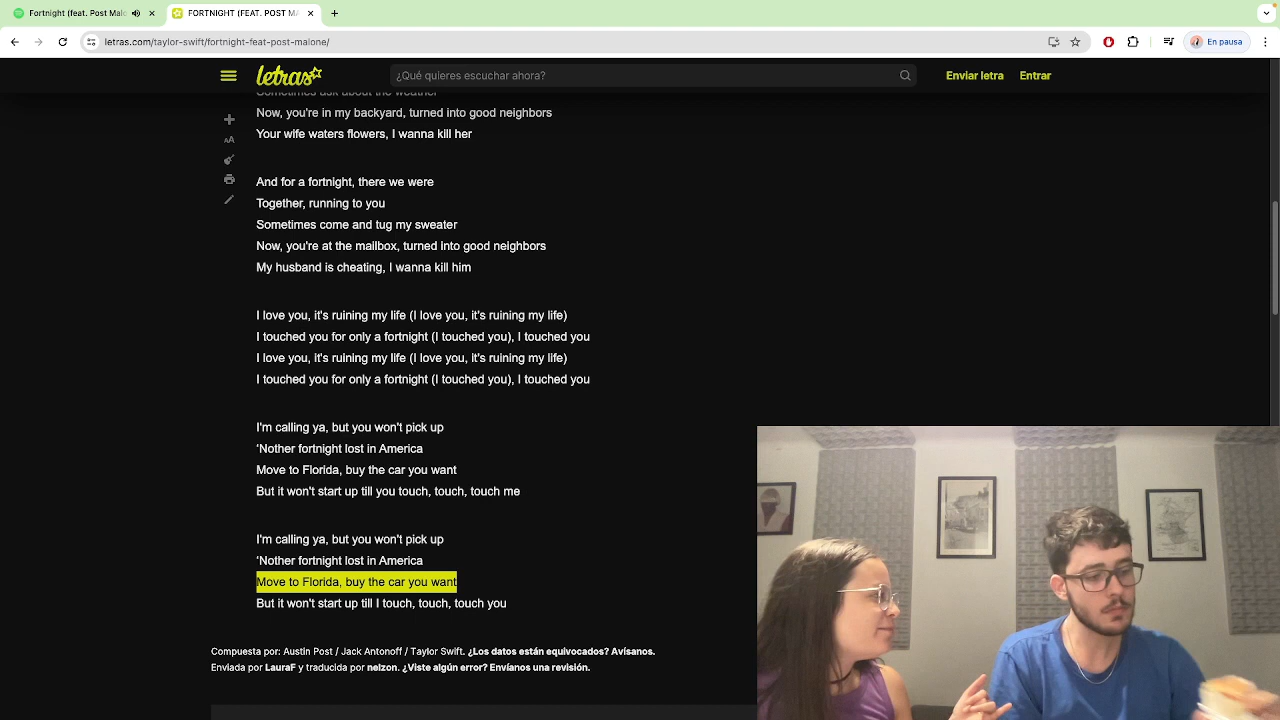 Fortnight (feat. Post Malo
FORTNIGHT (FEAT. POST M
letras.com/taylor-swift/fortnight-feat-post-malone/
En pausa
letras
¿Qué quieres escuchar ahora?
Enviar letra
Entrar
Sometimes ask about the weather
Now, you're in my backyard, turned into good neighbors
Your wife waters flowers, I wanna kill her
AA
And for a fortnight, there we were
Together, running to you
Sometimes come and tug my sweater
Now, you're at the mailbox, turned into good neighbors
My husband is cheating, I wanna kill him
I love you, it's ruining my life (I love you, it's ruining my life)
I touched you for only a fortnight (I touched you), I touched you
I love you, it's ruining my life (I love you, it's ruining my life)
I touched you for only a fortnight (I touched you), I touched you
I'm calling ya, but you won't pick up
‘Nother fortnight lost in America
Move to Florida, buy the car you want
But it won't start up till you touch, touch, touch me
I'm calling ya, but you won't pick up
‘Nother fortnight lost in America
Move to Florida, buy the car you want
But it won't start up till I touch, touch, touch you
Compuesta por: Austin Post / Jack Antonoff / Taylor Swift. ¿Los datos están equivocados? Avísanos.
Enviada por LauraF y traducida por nelzon. ¿Viste algún error? Envíanos una revisión.